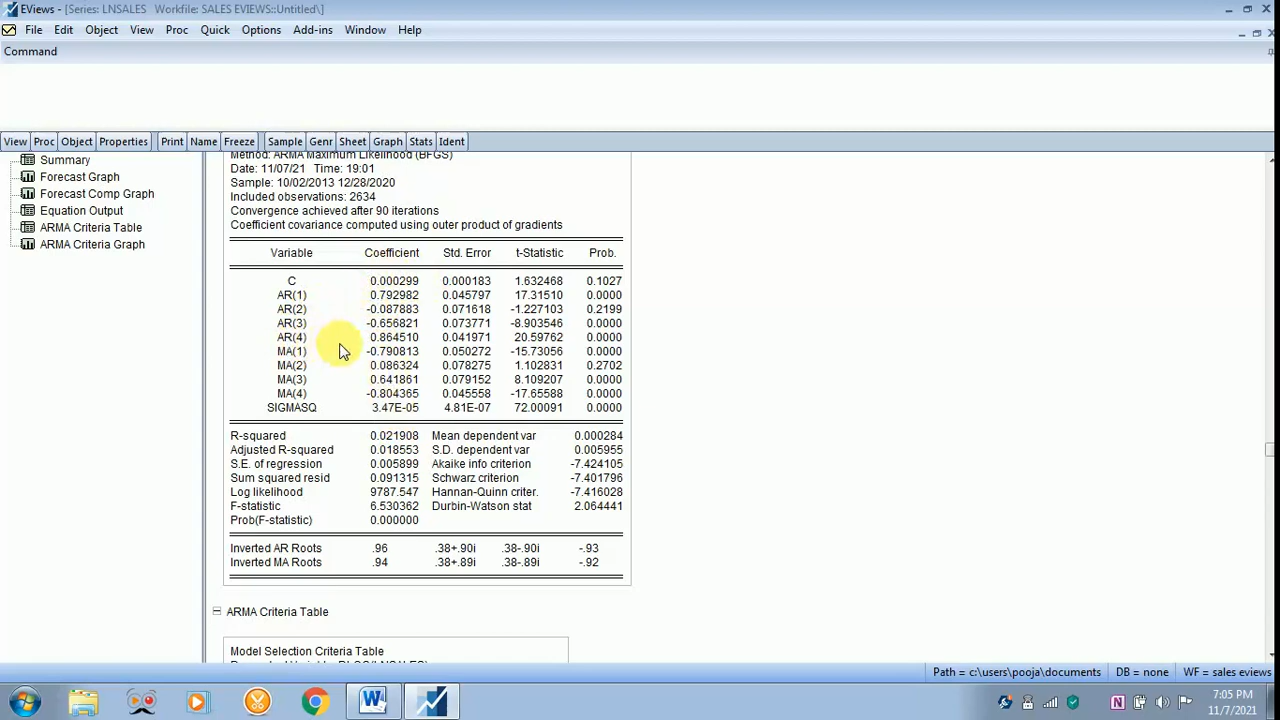 EViews - [Series: LNSALES   Workfile: SALES EVIEWS::Untitled\]
File Edit Object View Proc Quick Options Add-ins Window Help
Command
View Proc Object Properties Print Name Freeze Sample Genr Sheet Graph Stats Ident
Summary
Forecast Graph
Forecast Comp Graph
Equation Output
ARMA Criteria Table
ARMA Criteria Graph
Method: ARMA Maximum Likelihood (BFGS)
Date: 11/07/21   Time: 19:01
Sample: 10/02/2013 12/28/2020
Included observations: 2634
Convergence achieved after 90 iterations
Coefficient covariance computed using outer product of gradients
Variable Coefficient Std. Error t-Statistic Prob.
C 0.000299 0.000183 1.632468 0.1027
AR(1) 0.792982 0.045797 17.31510 0.0000
AR(2) -0.087883 0.071618 -1.227103 0.2199
AR(3) -0.656821 0.073771 -8.903546 0.0000
AR(4) 0.864510 0.041971 20.59762 0.0000
MA(1) -0.790813 0.050272 -15.73056 0.0000
MA(2) 0.086324 0.078275 1.102831 0.2702
MA(3) 0.641861 0.079152 8.109207 0.0000
MA(4) -0.804365 0.045558 -17.65588 0.0000
SIGMASQ 3.47E-05 4.81E-07 72.00091 0.0000
R-squared 0.021908 Mean dependent var 0.000284
Adjusted R-squared 0.018553 S.D. dependent var 0.005955
S.E. of regression 0.005899 Akaike info criterion -7.424105
Sum squared resid 0.091315 Schwarz criterion -7.401796
Log likelihood 9787.547 Hannan-Quinn criter. -7.416028
F-statistic 6.530362 Durbin-Watson stat 2.064441
Prob(F-statistic) 0.000000
Inverted AR Roots .96 .38+.90i .38-.90i -.93
Inverted MA Roots .94 .38+.89i .38-.89i -.92
ARMA Criteria Table
Model Selection Criteria Table
Path = c:\users\pooja\documents DB = none WF = sales eviews
7:05 PM
11/7/2021